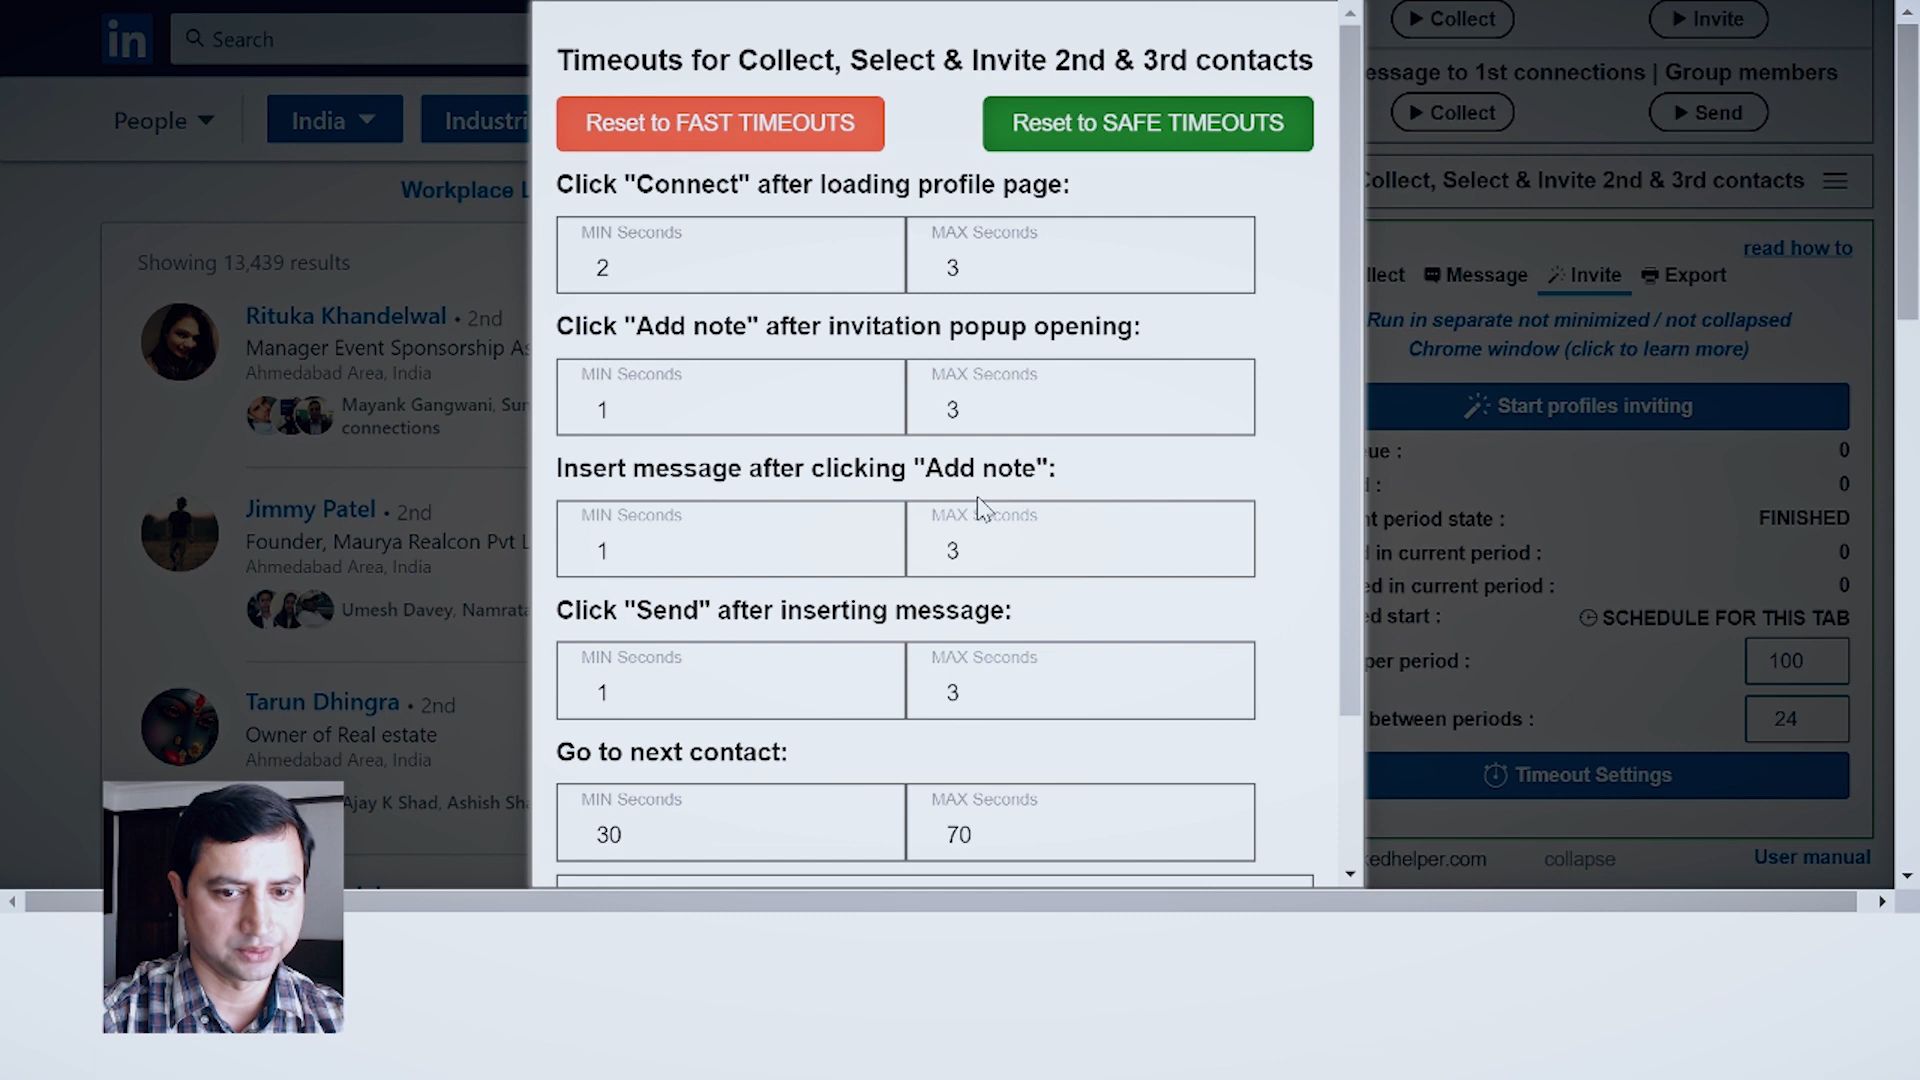 in
Search
People
India
Industri
Workplace L
Showing 13,439 results
Rituka Khandelwal • 2nd
Manager Event Sponsorship As
Ahmedabad Area, India
Mayank Gangwani, Sur
connections
Jimmy Patel • 2nd
Founder, Maurya Realcon Pvt L
Ahmedabad Area, India
Umesh Davey, Namrata
Tarun Dhingra • 2nd
Owner of Real estate
Ahmedabad Area, India
Ajay K Shad, Ashish Sha
Timeouts for Collect, Select & Invite 2nd & 3rd contacts
Reset to FAST TIMEOUTS
Reset to SAFE TIMEOUTS
Click "Connect" after loading profile page:
MIN Seconds
MAX Seconds
2
3
Click "Add note" after invitation popup opening:
MIN Seconds
MAX Seconds
1
3
Insert message after clicking "Add note":
MIN Seconds
MAX Seconds
1
3
Click "Send" after inserting message:
MIN Seconds
MAX Seconds
1
3
Go to next contact:
MIN Seconds
MAX Seconds
30
70
Collect
Invite
essage to 1st connections | Group members
Collect
Send
ollect, Select & Invite 2nd & 3rd contacts
read how to
llect Message Invite Export
Run in separate not minimized / not collapsed
Chrome window (click to learn more)
Start profiles inviting
ue : 0
: 0
t period state : FINISHED
in current period : 0
ed in current period : 0
ed start : SCHEDULE FOR THIS TAB
per period : 100
between periods : 24
Timeout Settings
kedhelper.com
collapse
User manual